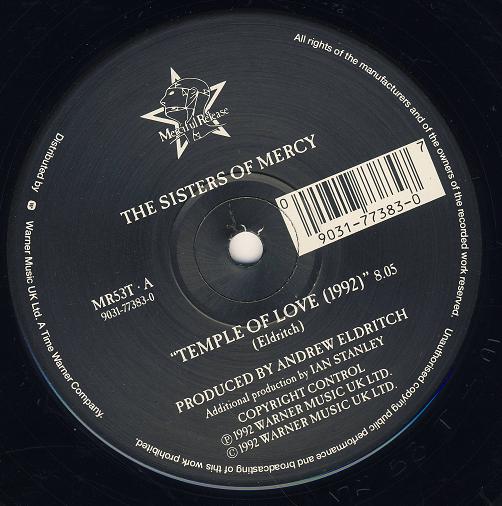 Merciful Release
THE SISTERS OF MERCY
0 7
9031-77383-0
MR53T · A
9031-77383-0
"TEMPLE OF LOVE (1992)" 8.05
(Eldritch)
PRODUCED BY ANDREW ELDRITCH
Additional production by IAN STANLEY
COPYRIGHT CONTROL
Ⓟ 1992 WARNER MUSIC UK LTD.
© 1992 WARNER MUSIC UK LTD.
All rights of the manufacturers and of the owners of the recorded work reserved. Unauthorised copying public performance and broadcasting of this work prohibited.
Distributed by Warner Music UK Ltd. A Time Warner Company.